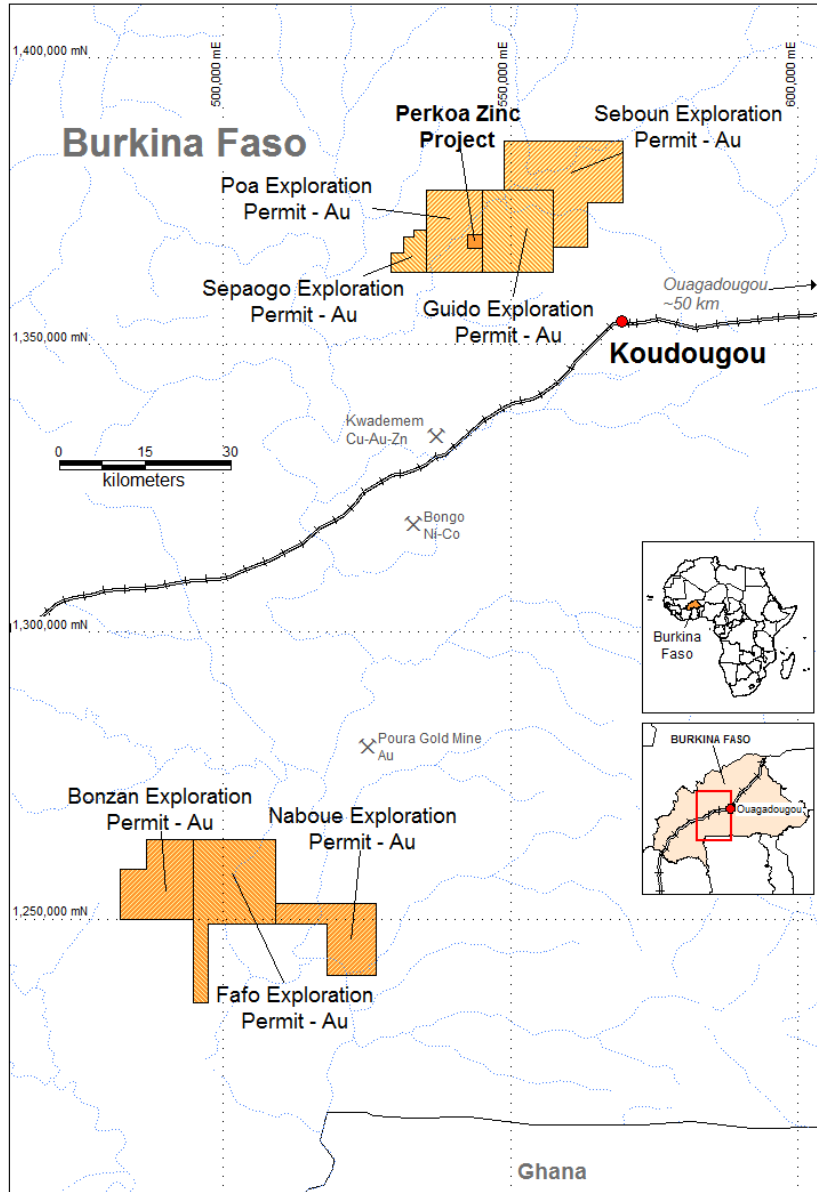 1,400,000 mN
500,000 mE
550,000 mE
600,000 mE
Burkina Faso
Perkoa Zinc
Project
Seboun Exploration
Permit - Au
Poa Exploration
Permit - Au
Sepaogo Exploration
Permit - Au
Guido Exploration
Permit - Au
Ouagadougou
~50 km
1,350,000 mN
Koudougou
Kwademem
Cu-Au-Zn
0 15 30
kilometers
Bongo
Ni-Co
1,300,000 mN
Burkina
Faso
Poura Gold Mine
Au
BURKINA FASO
Ouagadougou
Bonzan Exploration
Permit - Au
Naboue Exploration
Permit - Au
1,250,000 mN
Fafo Exploration
Permit - Au
Ghana